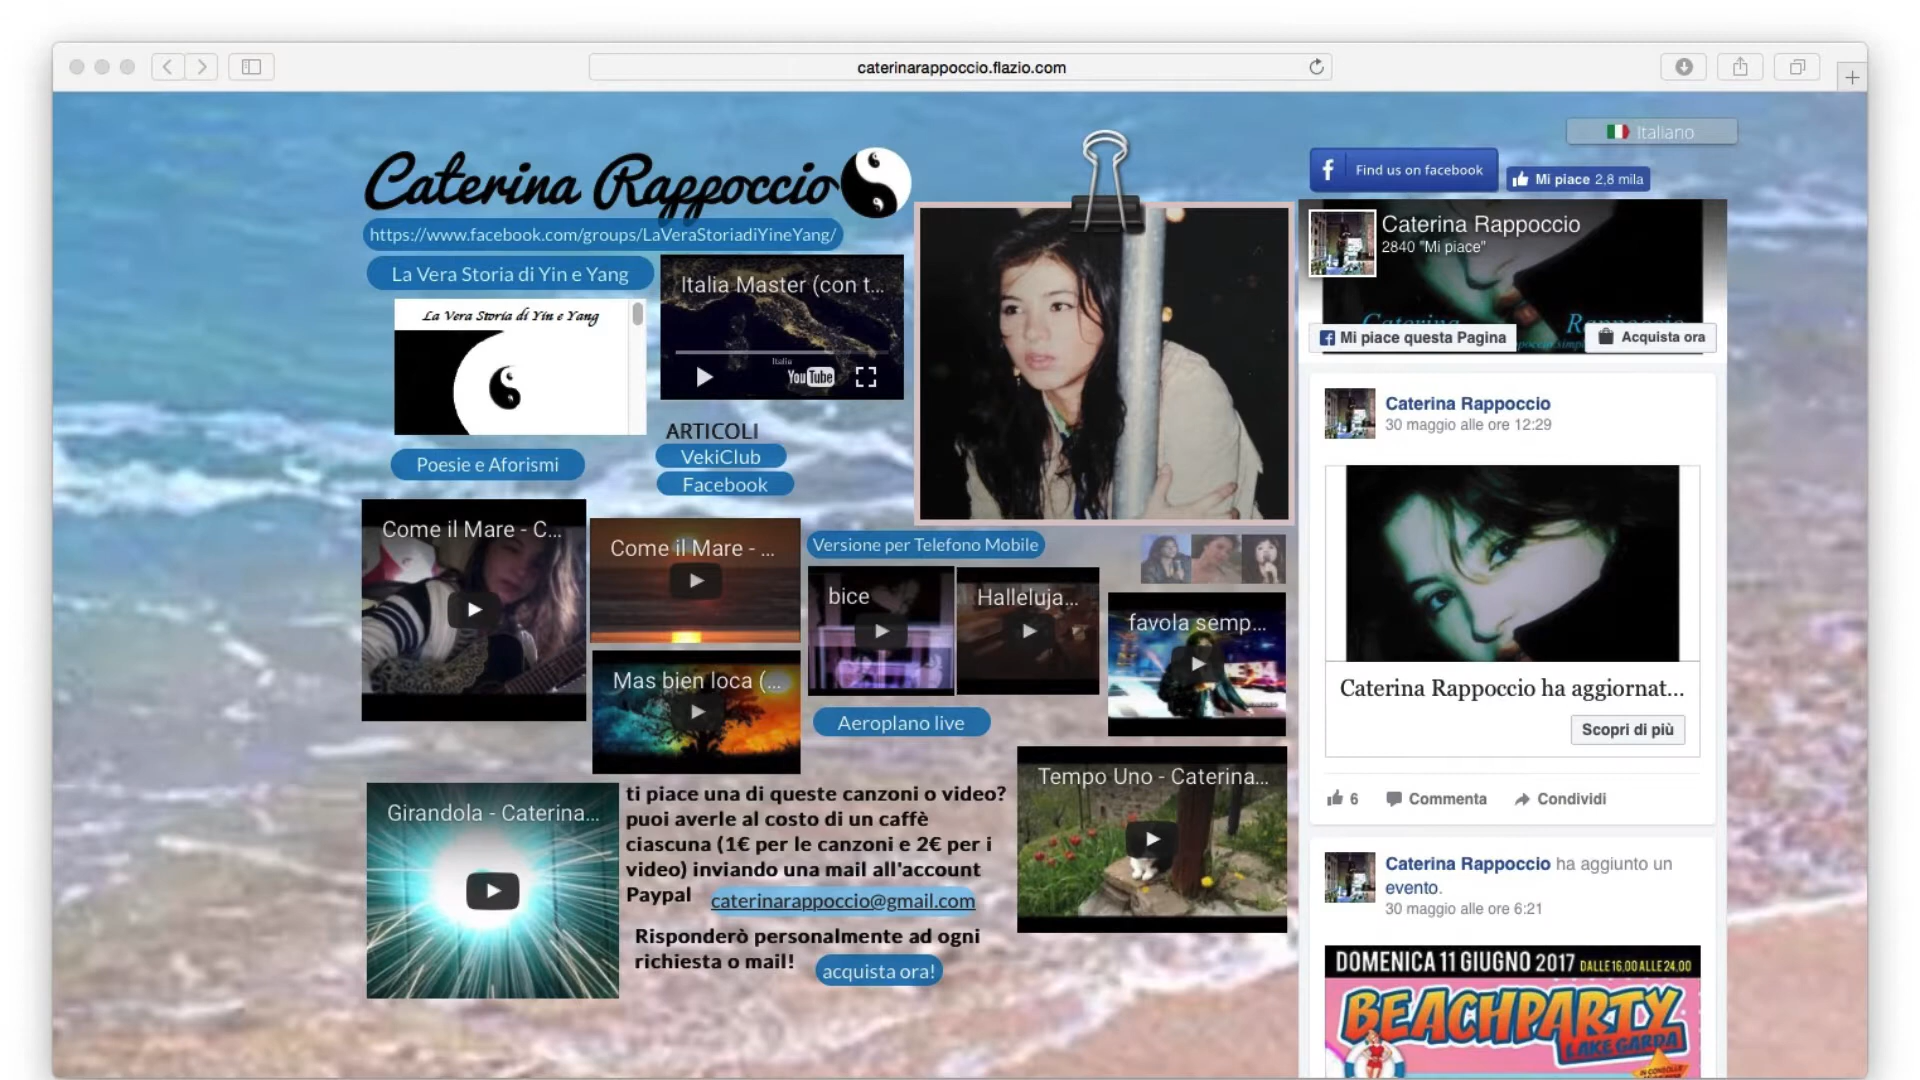 caterinarappoccio.flazio.com
Italiano
Caterina Rappoccio
https://www.facebook.com/groups/LaVeraStoriadiYineYang/
La Vera Storia di Yin e Yang
La Vera Storia di Yin e Yang
Italia Master (con t...
Italia
YouTube
ARTICOLI
VekiClub
Facebook
Poesie e Aforismi
Come il Mare - C...
Come il Mare - ...
Mas bien loca (...
Versione per Telefono Mobile
bice
Halleluja...
favola semp...
Aeroplano live
Tempo Uno - Caterina...
Girandola - Caterina...
ti piace una di queste canzoni o video?
puoi averle al costo di un caffè
ciascuna (1€ per le canzoni e 2€ per i
video) inviando una mail all'account
Paypal caterinarappoccio@gmail.com
Risponderò personalmente ad ogni
richiesta o mail! acquista ora!
Find us on facebook
Mi piace 2,8 mila
Caterina Rappoccio
2840 "Mi piace"
Mi piace questa Pagina
Acquista ora
Caterina Rappoccio
30 maggio alle ore 12:29
Caterina Rappoccio ha aggiornat...
Scopri di più
6 Commenta Condividi
Caterina Rappoccio ha aggiunto un
evento.
30 maggio alle ore 6:21
DOMENICA 11 GIUGNO 2017 DALLE 16,00 ALLE 24,00
BEACHPARTY
LAKE GARDA
IN CONSOLLE